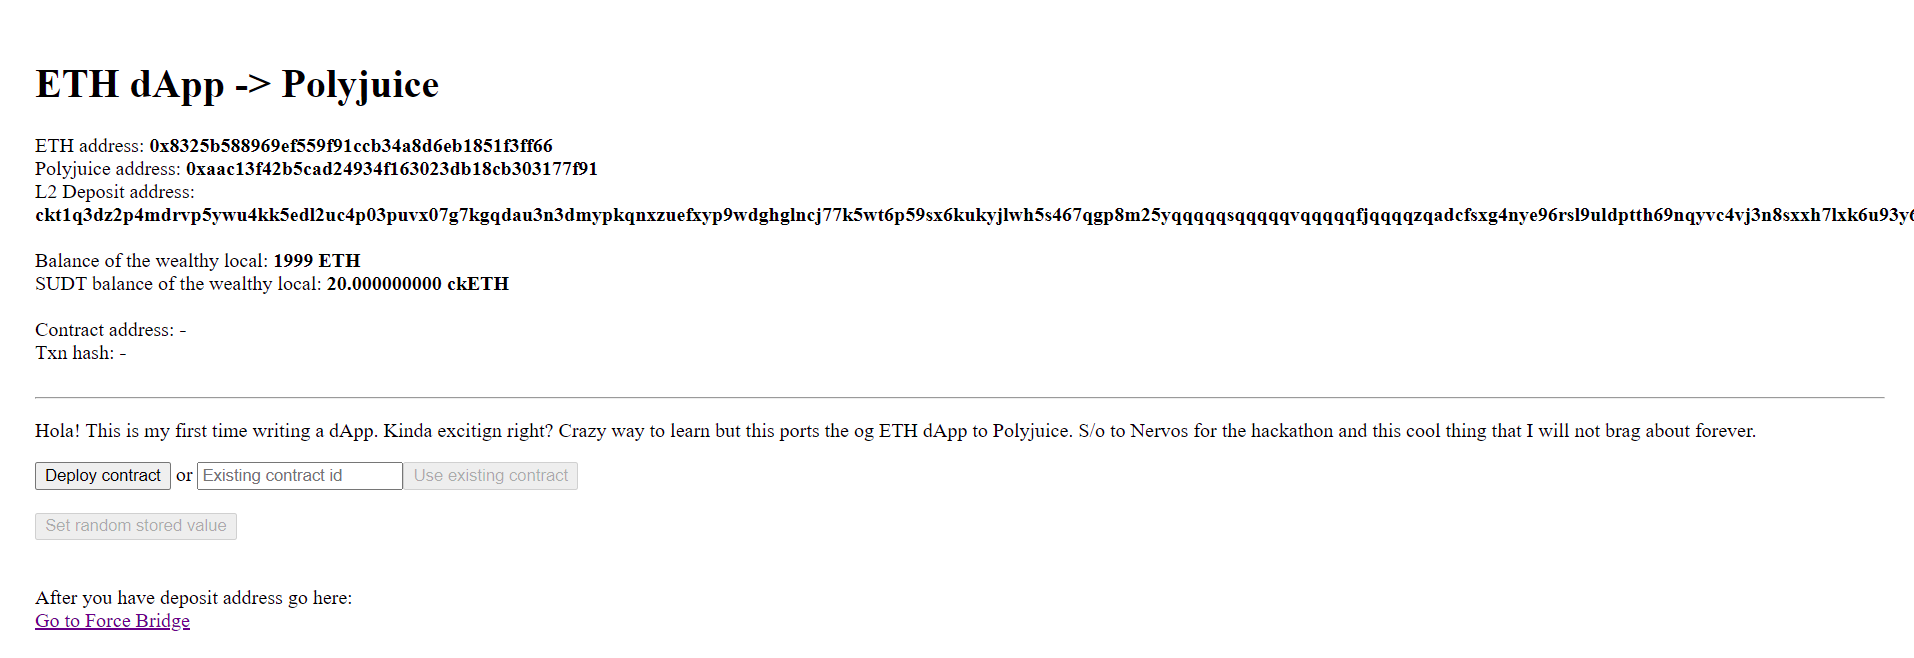 ETH dApp -> Polyjuice
ETH address: 0x8325b588969ef559f91ccb34a8d6eb1851f3ff66
Polyjuice address: 0xaac13f42b5cad24934f163023db18cb303177f91
L2 Deposit address:
ckt1q3dz2p4mdrvp5ywu4kk5edl2uc4p03puvx07g7kgqdau3n3dmypkqnxzuefxyp9wdghglncj77k5wt6p59sx6kukyjlwh5s467qgp8m25yqqqqqsqqqqqvqqqqqfjqqqqzqadcfsxg4nye96rsl9uldptth69nqyvc4vj3n8sxxh7lxk6u93y6
Balance of the wealthy local: 1999 ETH
SUDT balance of the wealthy local: 20.000000000 ckETH
Contract address: -
Txn hash: -
Hola! This is my first time writing a dApp. Kinda excitign right? Crazy way to learn but this ports the og ETH dApp to Polyjuice. S/o to Nervos for the hackathon and this cool thing that I will not brag about forever.
Deploy contract or Existing contract id Use existing contract
Set random stored value
After you have deposit address go here:
Go to Force Bridge